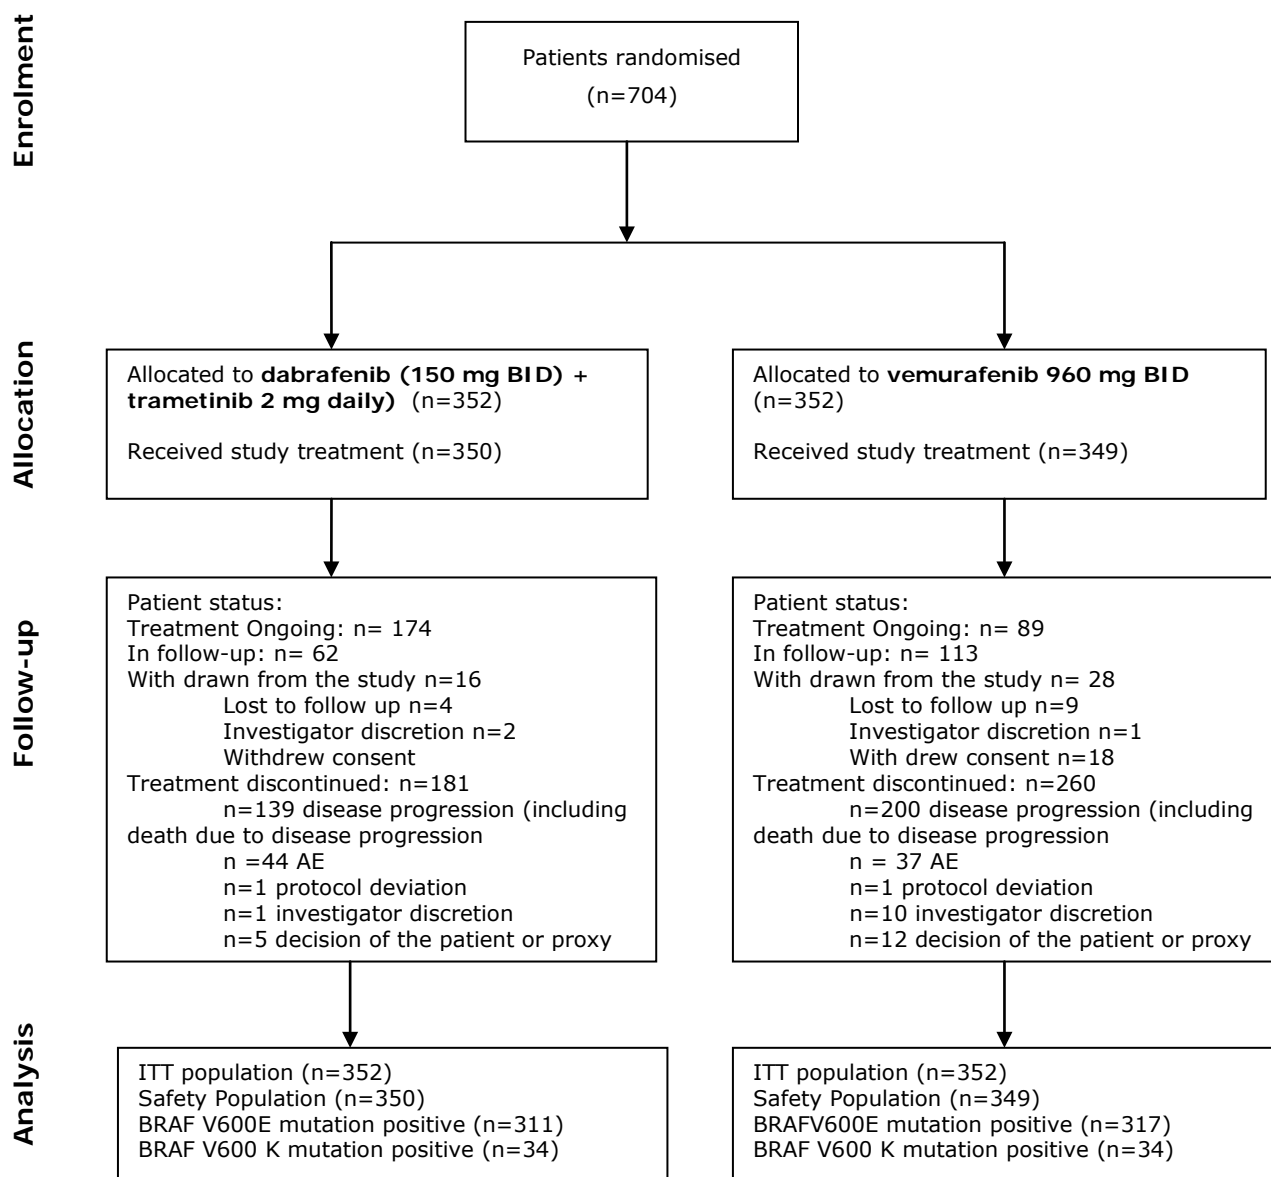 Enrolment
Patients randomised
(n=704)
Allocation
Allocated to dabrafenib (150 mg BID) +
trametinib 2 mg daily) (n=352)
Received study treatment (n=350)
Allocated to vemurafenib 960 mg BID
(n=352)
Received study treatment (n=349)
Follow-up
Patient status:
Treatment Ongoing: n= 174
In follow-up: n= 62
With drawn from the study n=16
Lost to follow up n=4
Investigator discretion n=2
Withdrew consent
Treatment discontinued: n=181
n=139 disease progression (including
death due to disease progression
n =44 AE
n=1 protocol deviation
n=1 investigator discretion
n=5 decision of the patient or proxy
Patient status:
Treatment Ongoing: n= 89
In follow-up: n= 113
With drawn from the study n= 28
Lost to follow up n=9
Investigator discretion n=1
With drew consent n=18
Treatment discontinued: n=260
n=200 disease progression (including
death due to disease progression
n = 37 AE
n=1 protocol deviation
n=10 investigator discretion
n=12 decision of the patient or proxy
Analysis
ITT population (n=352)
Safety Population (n=350)
BRAF V600E mutation positive (n=311)
BRAF V600 K mutation positive (n=34)
ITT population (n=352)
Safety Population (n=349)
BRAFV600E mutation positive (n=317)
BRAF V600 K mutation positive (n=34)